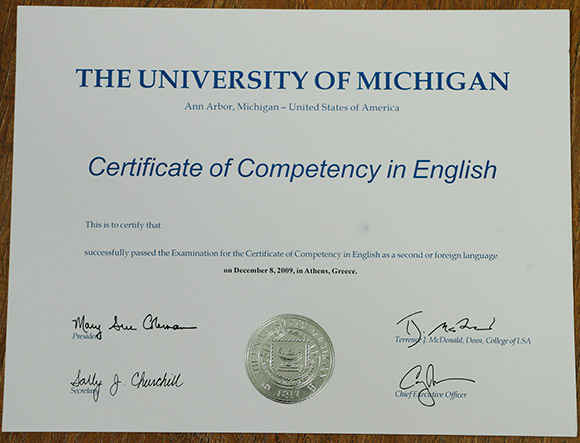 THE UNIVERSITY OF MICHIGAN
Ann Arbor, Michigan – United States of America
Certificate of Competency in English
This is to certify that
successfully passed the Examination for the Certificate of Competency in English as a second or foreign language
on December 8, 2009, in Athens, Greece.
Mary Sue Coleman
President
T. J. McDonald
Terrence J. McDonald, Dean, College of LSA
Sally J. Churchill
Secretary
Chief Executive Officer
1817